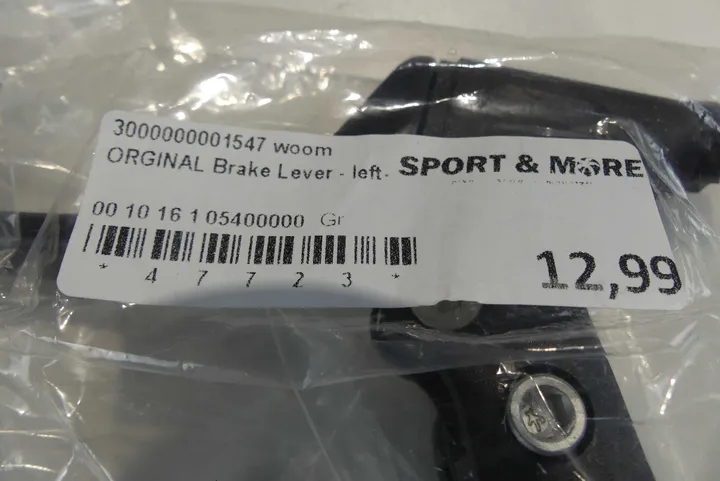 3000000001547 woom
ORGINAL Brake Lever - left-
SPORT & MORE
00 10 16 1 05400000 Gr
* 4 7 7 2 3 *
12,99